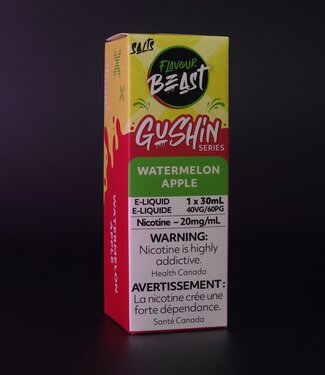 SALTS
FLAVOUR
BEAST
GUSHIN
SERIES
WATERMELON
APPLE
E-LIQUID 1 x 30mL
E-LIQUIDE 40VG/60PG
Nicotine – 20mg/mL
WARNING:
Nicotine is highly
addictive.
Health Canada
AVERTISSEMENT :
La nicotine crée une
forte dépendance.
Santé Canada
WATERMELON
APPLE